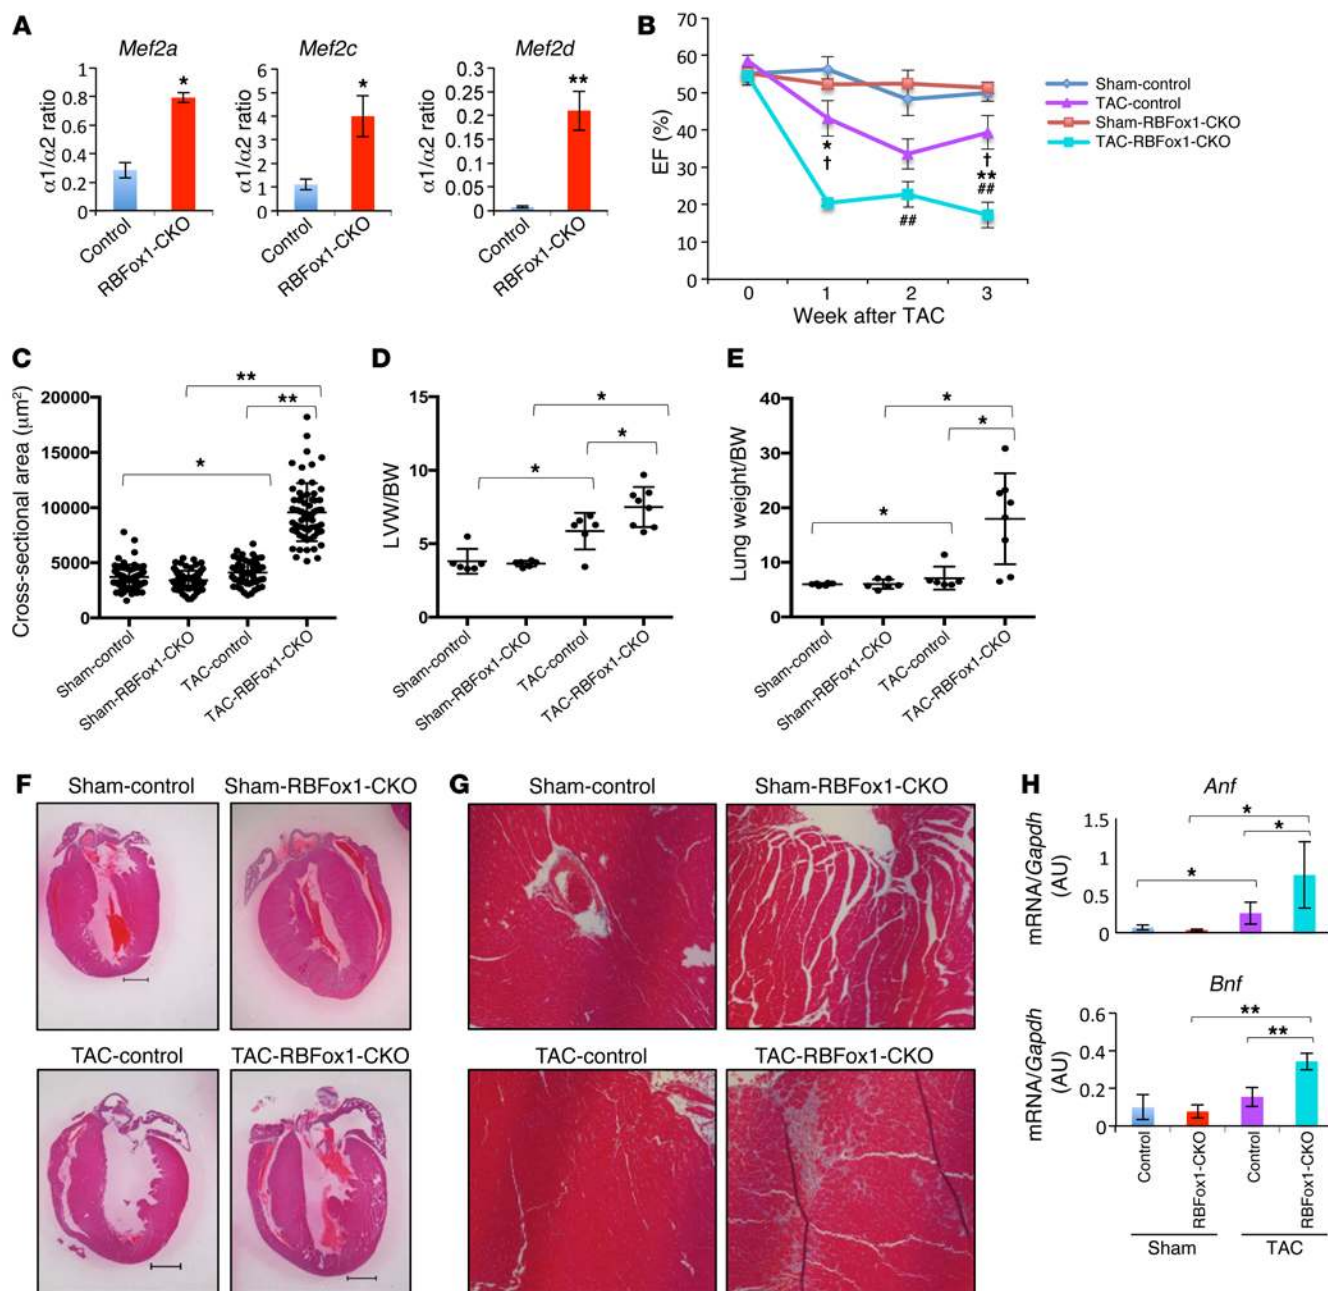 A
Mef2a
α1/α2 ratio
1
0.8
0.6
0.4
0.2
0
*
Control
RBFox1-CKO
Mef2c
α1/α2 ratio
6
5
4
3
2
1
0
*
Control
RBFox1-CKO
Mef2d
α1/α2 ratio
0.3
0.25
0.2
0.15
0.1
0.05
0
**
Control
RBFox1-CKO
B
EF (%)
70
60
50
40
30
20
10
0
*
†
##
†
**
##
0 1 2 3
Week after TAC
Sham-control
TAC-control
Sham-RBFox1-CKO
TAC-RBFox1-CKO
C
Cross-sectional area (μm²)
20000
15000
10000
5000
0
**
**
*
Sham-control
Sham-RBFox1-CKO
TAC-control
TAC-RBFox1-CKO
D
LVW/BW
15
10
5
0
*
*
*
Sham-control
Sham-RBFox1-CKO
TAC-control
TAC-RBFox1-CKO
E
Lung weight/BW
40
30
20
10
0
*
*
*
Sham-control
Sham-RBFox1-CKO
TAC-control
TAC-RBFox1-CKO
F
Sham-control
Sham-RBFox1-CKO
TAC-control
TAC-RBFox1-CKO
G
Sham-control
Sham-RBFox1-CKO
TAC-control
TAC-RBFox1-CKO
H
Anf
mRNA/Gapdh
(AU)
1.5
1
0.5
0
*
*
*
Bnf
mRNA/Gapdh
(AU)
0.6
0.4
0.2
0
**
**
Control
RBFox1-CKO
Control
RBFox1-CKO
Sham
TAC